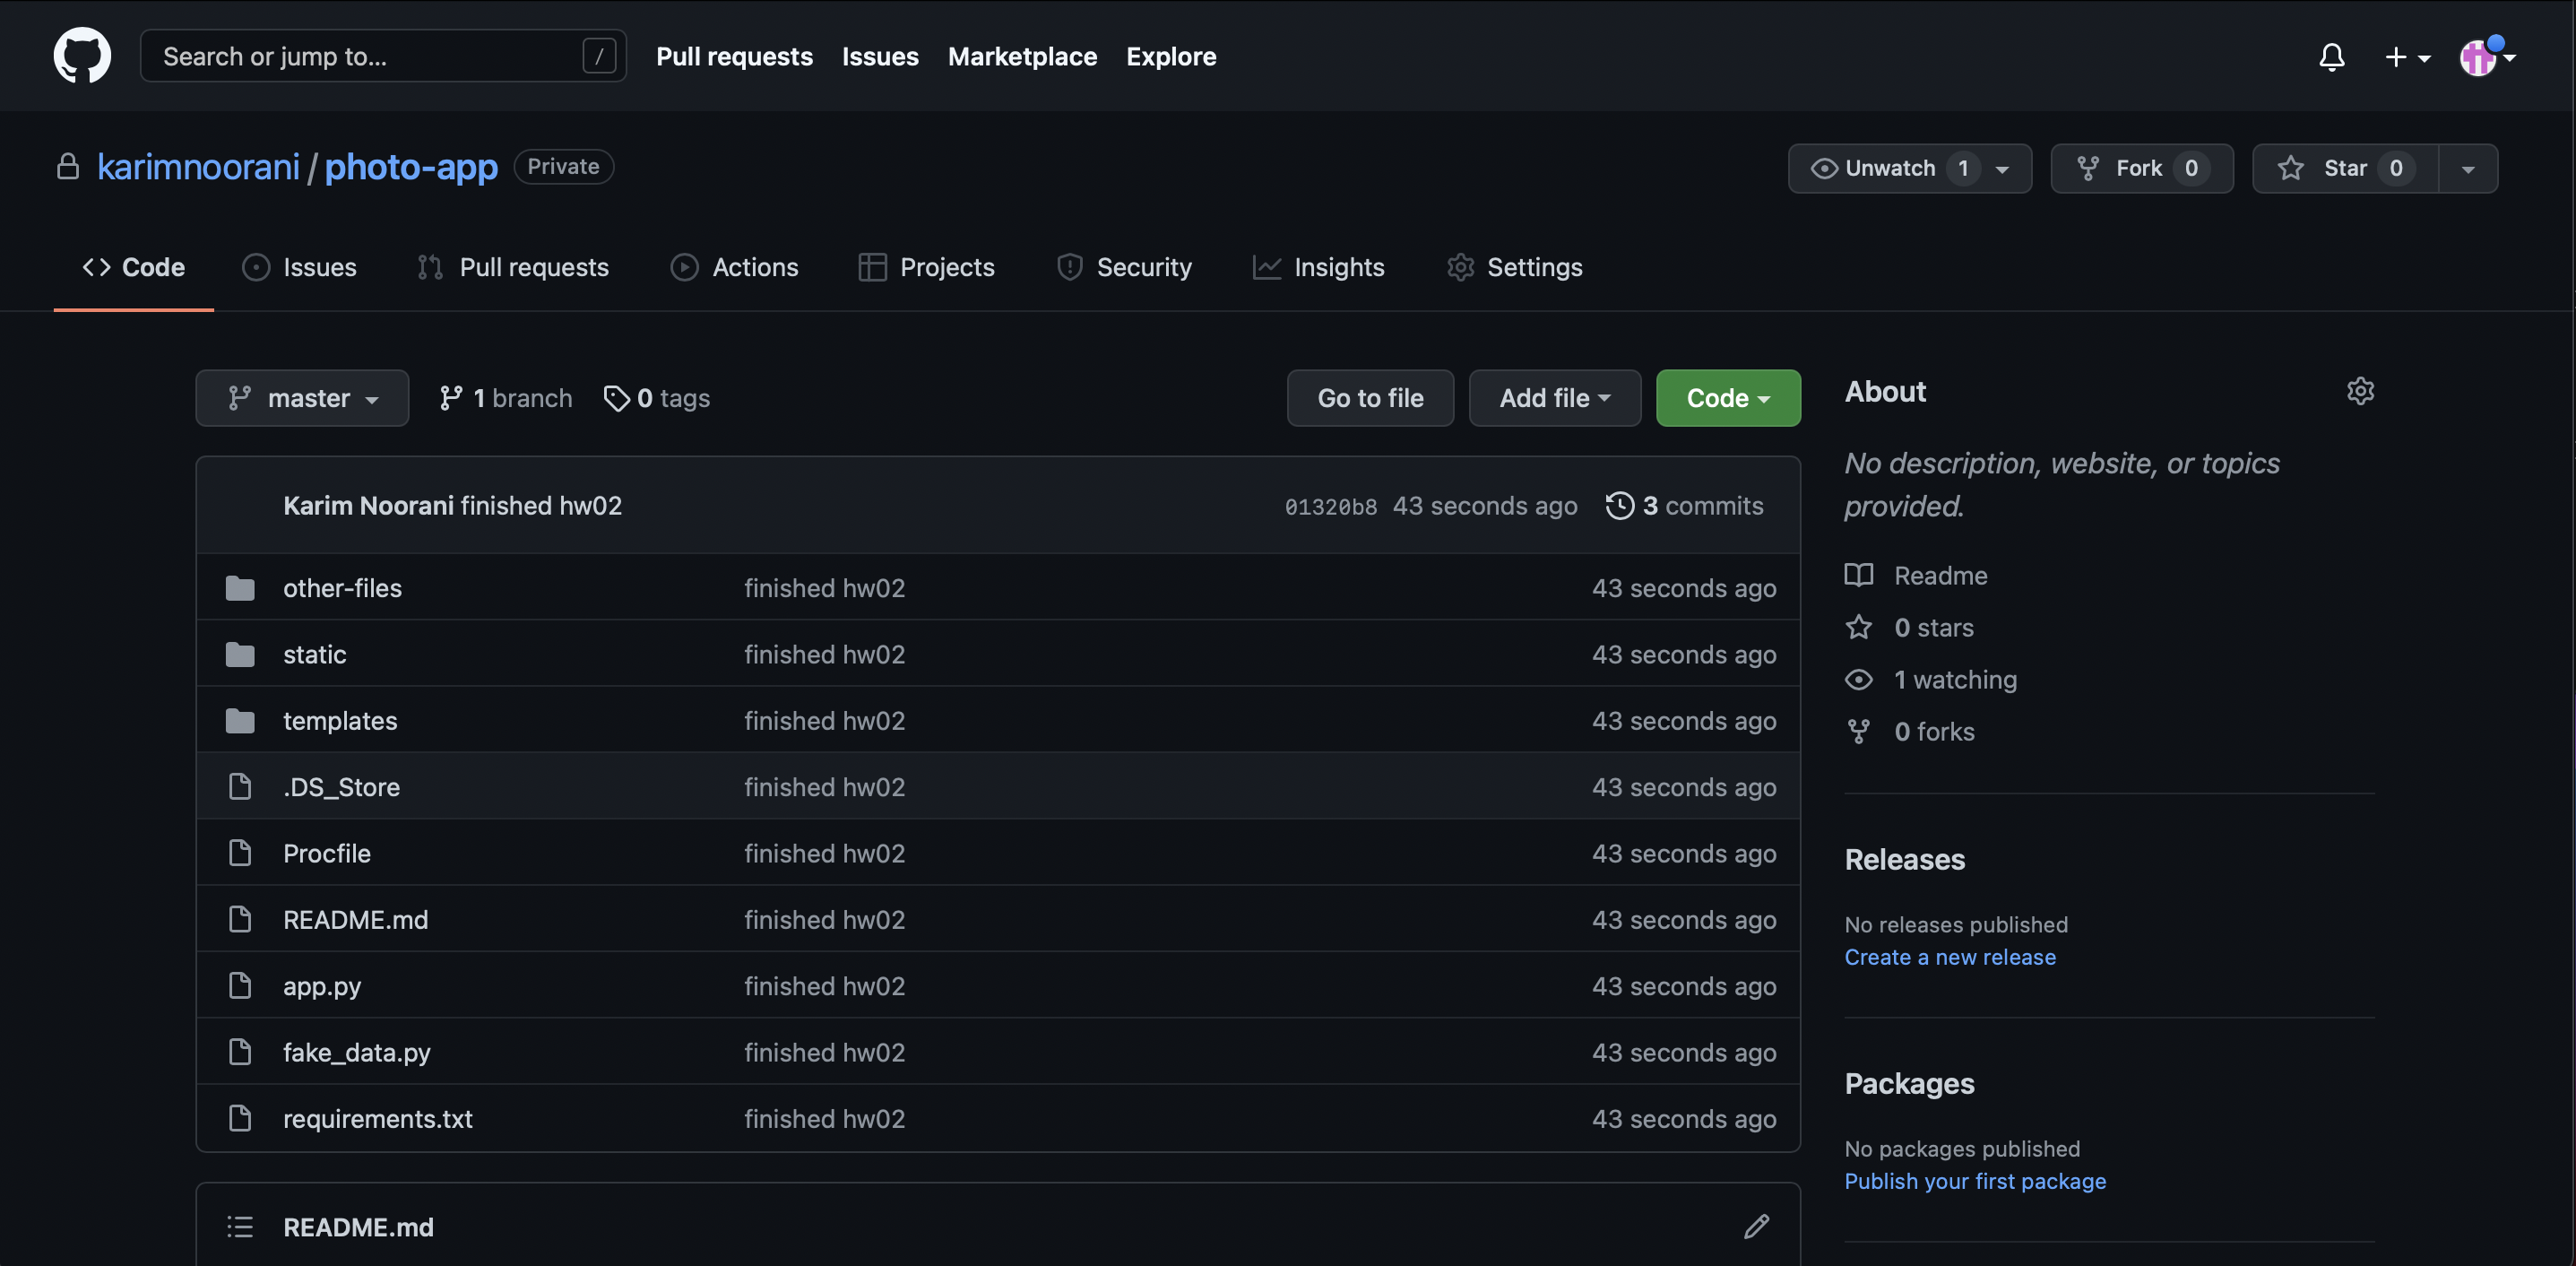 Search or jump to... / Pull requests Issues Marketplace Explore
karimnoorani / photo-app Private Unwatch 1 Fork 0 Star 0
Code Issues Pull requests Actions Projects Security Insights Settings
master 1 branch 0 tags Go to file Add file Code
Karim Noorani finished hw02 01320b8 43 seconds ago 3 commits
other-files finished hw02 43 seconds ago
static finished hw02 43 seconds ago
templates finished hw02 43 seconds ago
.DS_Store finished hw02 43 seconds ago
Procfile finished hw02 43 seconds ago
README.md finished hw02 43 seconds ago
app.py finished hw02 43 seconds ago
fake_data.py finished hw02 43 seconds ago
requirements.txt finished hw02 43 seconds ago
README.md
About
No description, website, or topics
provided.
Readme
0 stars
1 watching
0 forks
Releases
No releases published
Create a new release
Packages
No packages published
Publish your first package